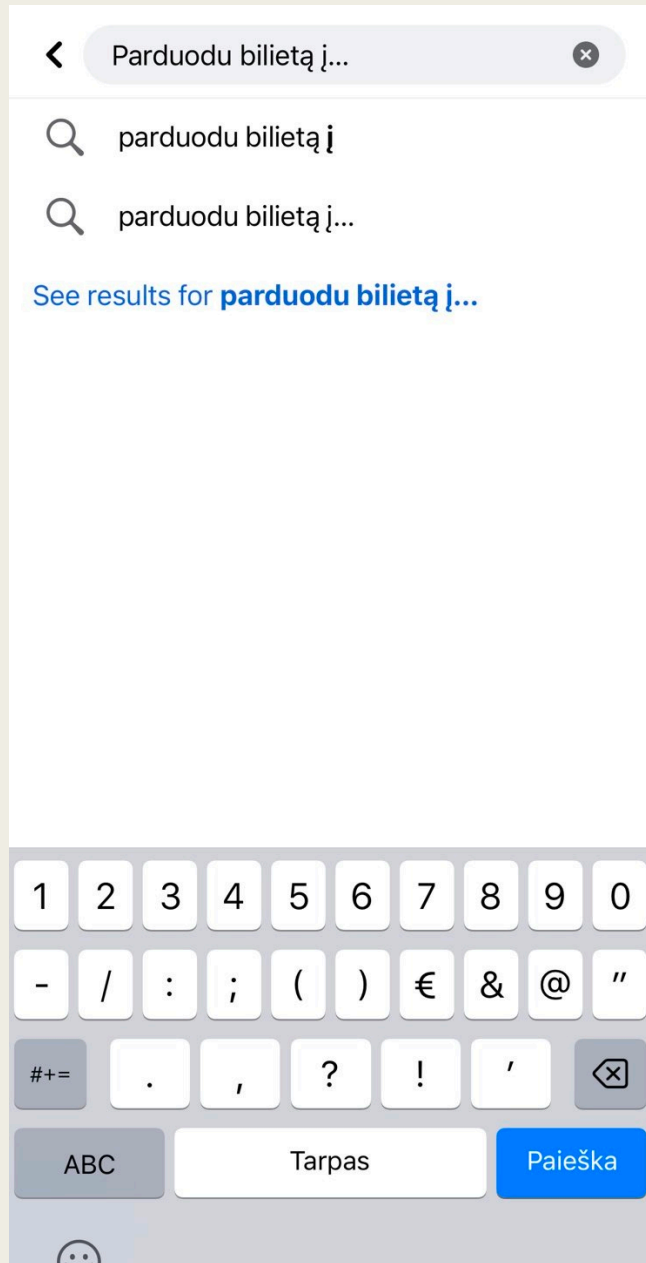 Parduodu bilietą į...
parduodu bilietą į
parduodu bilietą į...
See results for parduodu bilietą į...
1 2 3 4 5 6 7 8 9 0
- / : ; ( ) € & @ "
#+= . , ? ! '
ABC Tarpas Paieška